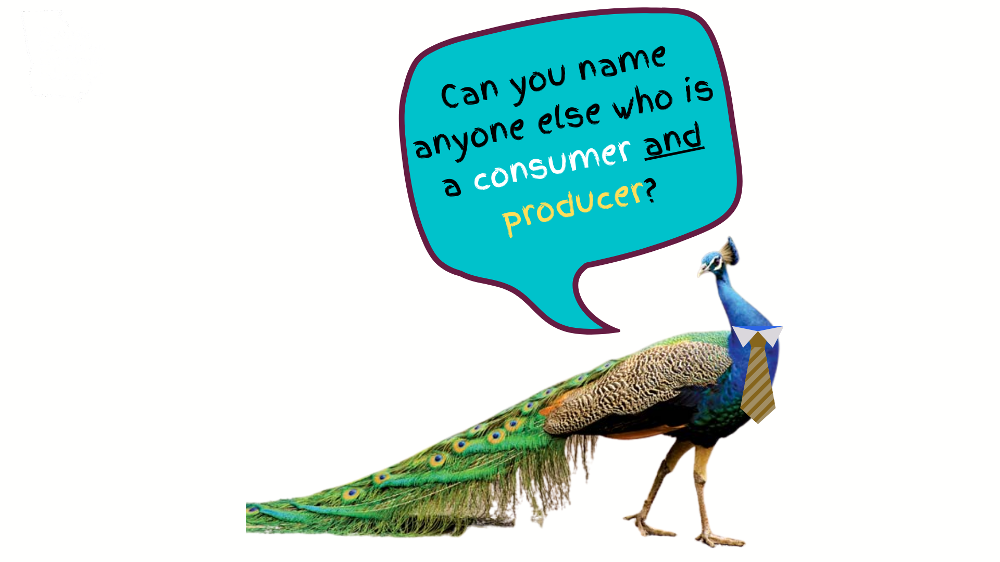 Can you name
anyone else who is
a consumer and
producer?